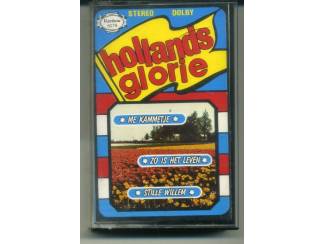 STEREO DOLBY
hollands
glorie
ME KAMMETJE
ZO IS HET LEVEN
STILLE WILLEM